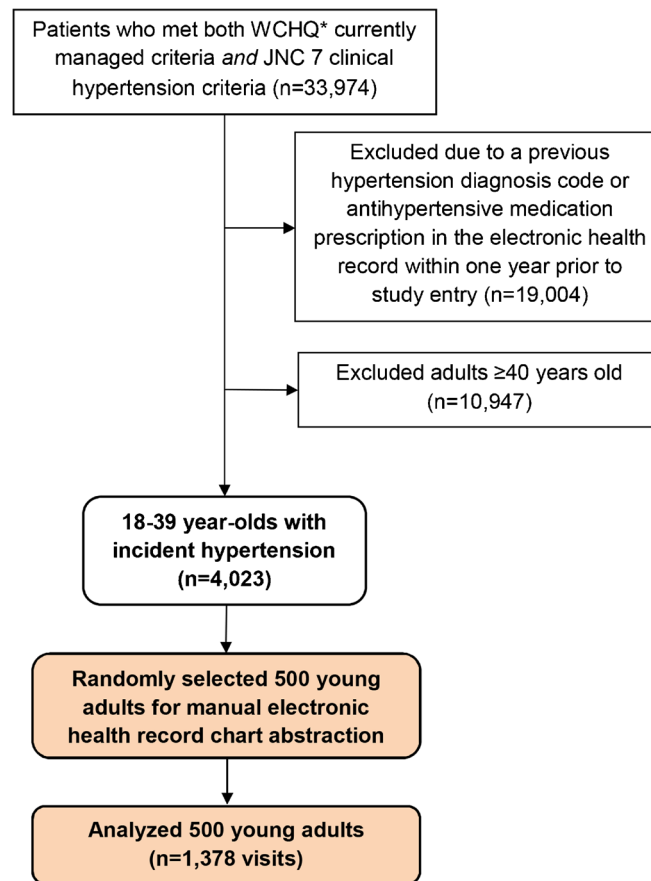 Patients who met both WCHQ* currently
managed criteria and JNC 7 clinical
hypertension criteria (n=33,974)
Excluded due to a previous
hypertension diagnosis code or
antihypertensive medication
prescription in the electronic health
record within one year prior to
study entry (n=19,004)
Excluded adults ≥40 years old
(n=10,947)
18-39 year-olds with
incident hypertension
(n=4,023)
Randomly selected 500 young
adults for manual electronic
health record chart abstraction
Analyzed 500 young adults
(n=1,378 visits)